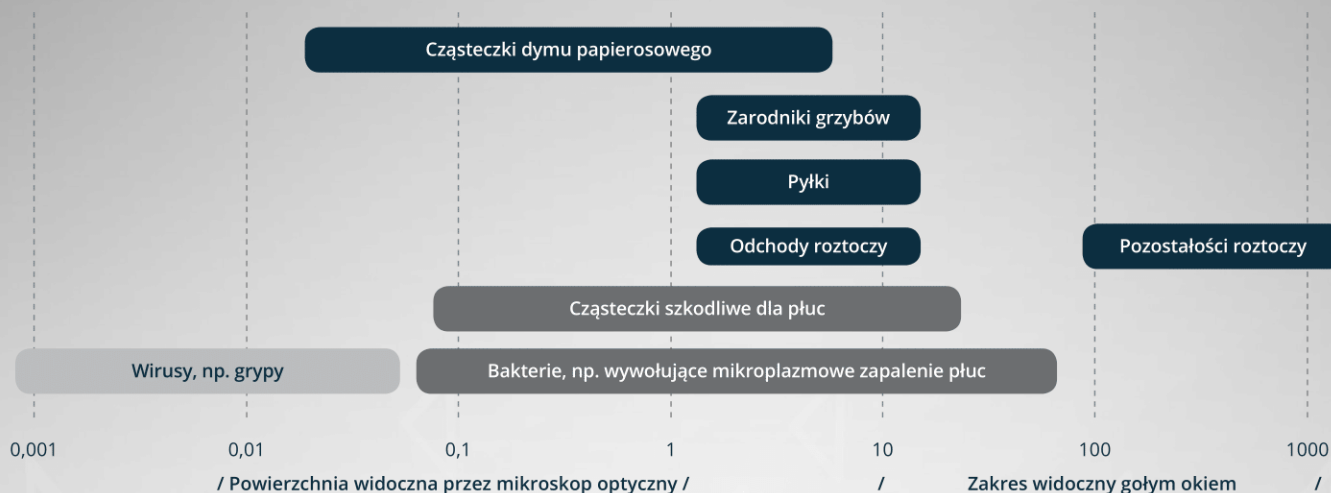 Cząsteczki dymu papierosowego
Zarodniki grzybów
Pyłki
Odchody roztoczy
Pozostałości roztoczy
Cząsteczki szkodliwe dla płuc
Wirusy, np. grypy
Bakterie, np. wywołujące mikroplazmowe zapalenie płuc
0,001 0,01 0,1 1 10 100 1000
/ Powierzchnia widoczna przez mikroskop optyczny / / Zakres widoczny gołym okiem /